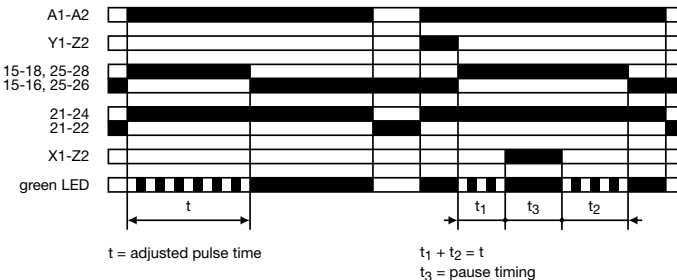 A1-A2
Y1-Z2
15-18, 25-28
15-16, 25-26
21-24
21-22
X1-Z2
green LED
t
t1
t3
t2
t = adjusted pulse time
t1 + t2 = t
t3 = pause timing